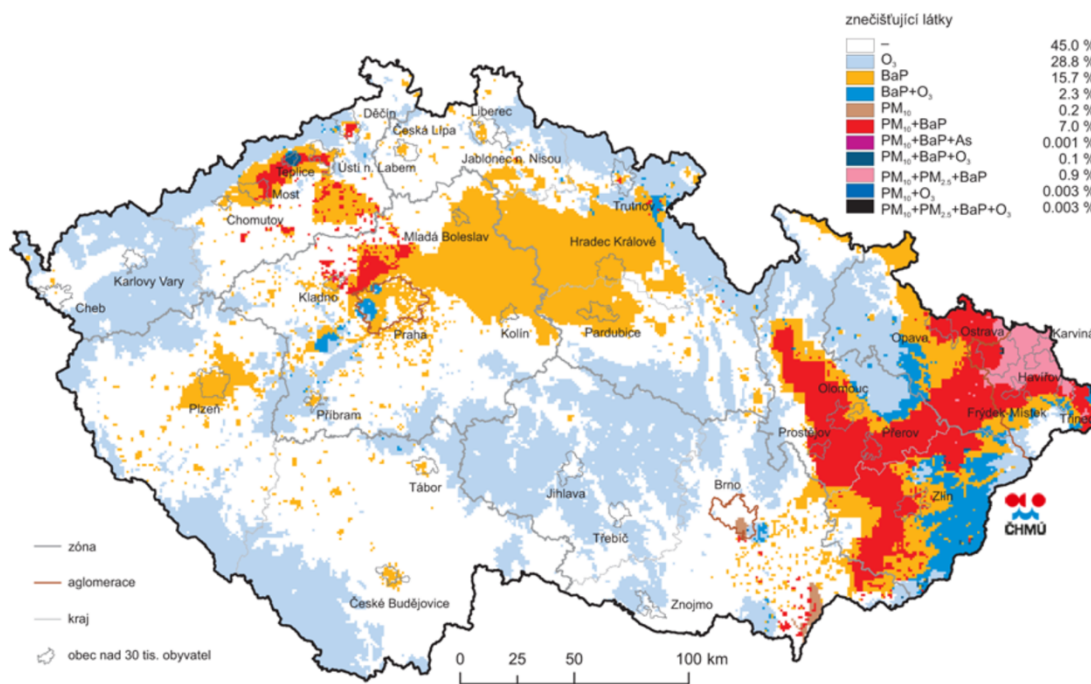 znečišťující látky
– 45.0 %
O₃ 28.8 %
BaP 15.7 %
BaP+O₃ 2.3 %
PM₁₀ 0.2 %
PM₁₀+BaP 7.0 %
PM₁₀+BaP+As 0.001 %
PM₁₀+BaP+O₃ 0.1 %
PM₁₀+PM₂.₅+BaP 0.9 %
PM₁₀+O₃ 0.003 %
PM₁₀+PM₂.₅+BaP+O₃ 0.003 %
Děčín
Liberec
Česká Lípa
Jablonec n. Nisou
Ústí n. Labem
Teplice
Most
Chomutov
Trutnov
Mladá Boleslav
Hradec Králové
Karlovy Vary
Cheb
Kladno
Praha
Kolín
Pardubice
Opava
Ostrava
Karviná
Havířov
Olomouc
Frýdek-Místek
Plzeň
Příbram
Prostějov
Přerov
Tábor
Jihlava
Brno
Zlín
Třebíč
České Budějovice
Znojmo
ČHMÚ
zóna
aglomerace
kraj
obec nad 30 tis. obyvatel
0 25 50 100 km